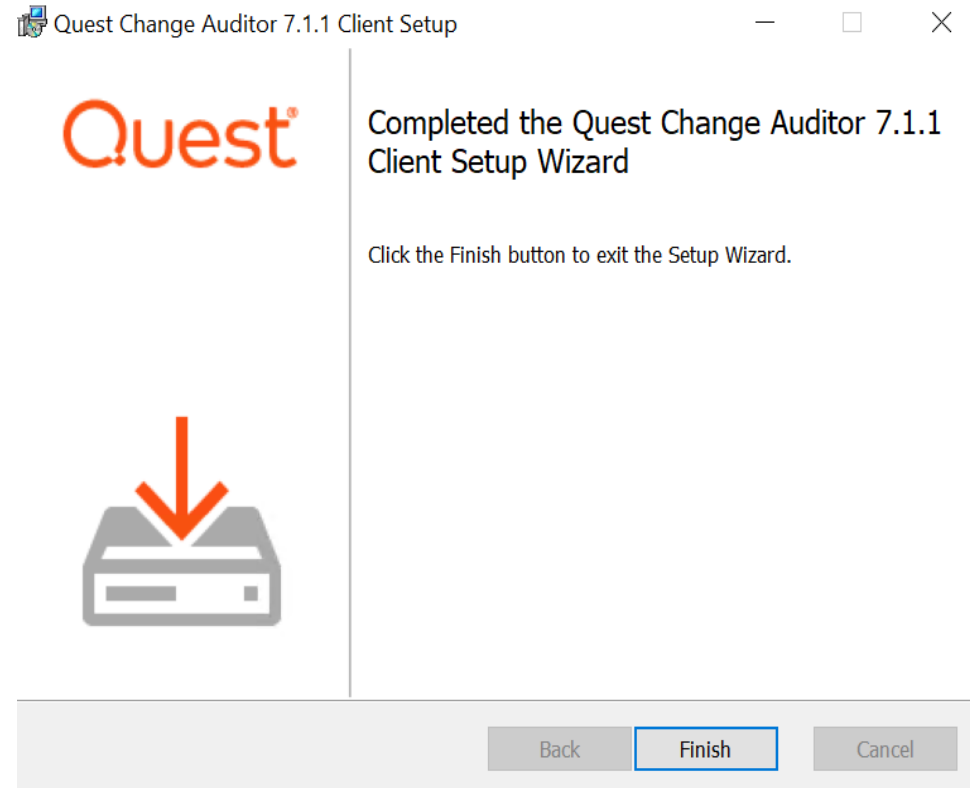 Quest Change Auditor 7.1.1 Client Setup
Quest®
Completed the Quest Change Auditor 7.1.1
Client Setup Wizard
Click the Finish button to exit the Setup Wizard.
Back
Finish
Cancel